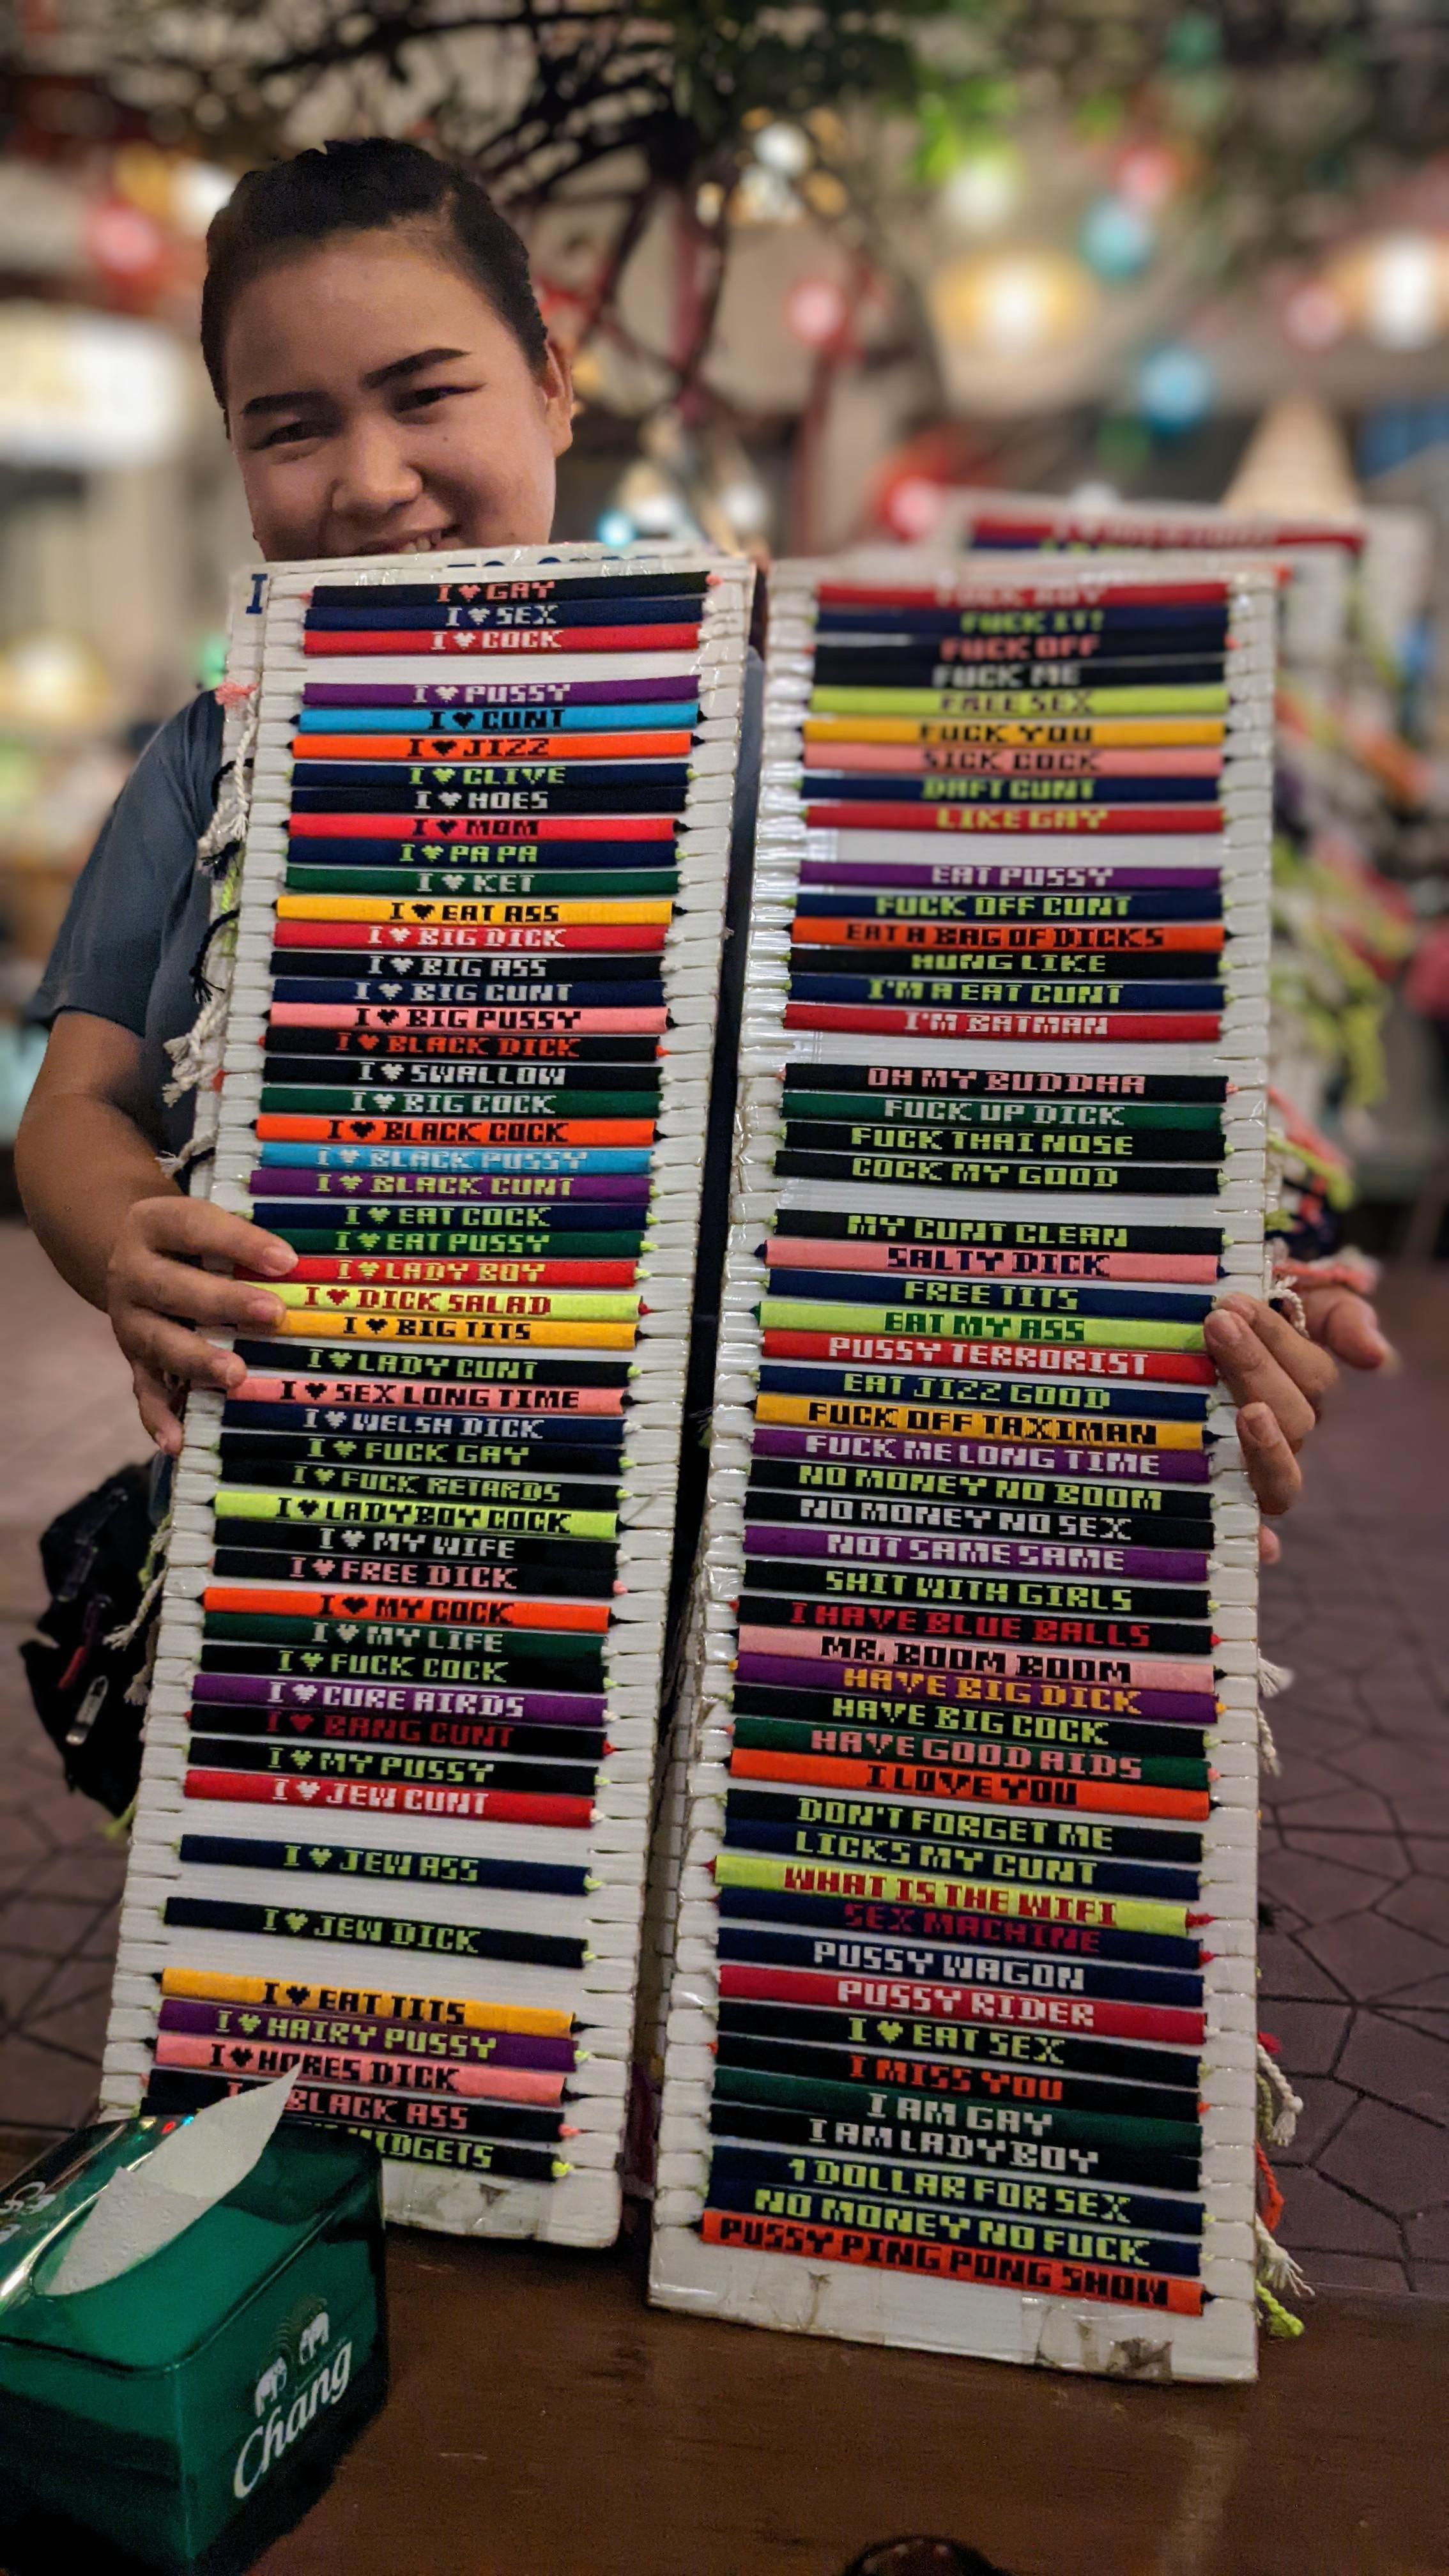 I
I ♥ GAY
I ♥ SEX
I ♥ COCK
I ♥ PUSSY
I ♥ CUNT
I ♥ JIZZ
I ♥ CLIVE
I ♥ HOES
I ♥ MOM
I ♥ PA PA
I ♥ KET
I ♥ EAT ASS
I ♥ BIG DICK
I ♥ BIG ASS
I ♥ BIG CUNT
I ♥ BIG PUSSY
I ♥ BLACK DICK
I ♥ SWALLOW
I ♥ BIG COCK
I ♥ BLACK COCK
I ♥ BLACK PUSSY
I ♥ BLACK CUNT
I ♥ EAT COCK
I ♥ EAT PUSSY
I ♥ LADY BOY
I ♥ DICK SALAD
I ♥ BIG TITS
I ♥ LADY CUNT
I ♥ SEX LONG TIME
I ♥ WELSH DICK
I ♥ FUCK GAY
I ♥ FUCK RETARDS
I ♥ LADYBOY COCK
I ♥ MY WIFE
I ♥ FREE DICK
I ♥ MY COCK
I ♥ MY LIFE
I ♥ FUCK COCK
I ♥ CURE AIRDS
I ♥ BANG CUNT
I ♥ MY PUSSY
I ♥ JEW CUNT
I ♥ JEW ASS
I ♥ JEW DICK
I ♥ EAT TITS
I ♥ HAIRY PUSSY
I ♥ HORES DICK
BLACK ASS
MIDGETS
FUCK IT!
FUCK OFF
FUCK ME
FREE SEX
FUCK YOU
SICK COCK
DAFT CUNT
LIKE GAY
EAT PUSSY
FUCK OFF CUNT
EAT A BAG OF DICKS
HUNG LIKE
I'M A EAT CUNT
I'M BATMAN
OH MY BUDDHA
FUCK UP DICK
FUCK THAI NOSE
COCK MY GOOD
MY CUNT CLEAN
SALTY DICK
FREE TITS
EAT MY ASS
PUSSY TERRORIST
EAT JIZZ GOOD
FUCK OFF TAXIMAN
FUCK ME LONG TIME
NO MONEY NO BOOM
NO MONEY NO SEX
NOT SAME SAME
SHIT WITH GIRLS
I HAVE BLUE BALLS
MR. BOOM BOOM
HAVE BIG DICK
HAVE BIG COCK
HAVE GOOD AIDS
I LOVE YOU
DON'T FORGET ME
LICKS MY CUNT
WHAT IS THE WIFI
SEX MACHINE
PUSSY WAGON
PUSSY RIDER
I ♥ EAT SEX
I MISS YOU
I AM GAY
I AM LADYBOY
1 DOLLAR FOR SEX
NO MONEY NO FUCK
PUSSY PING PONG SHOW
Chang